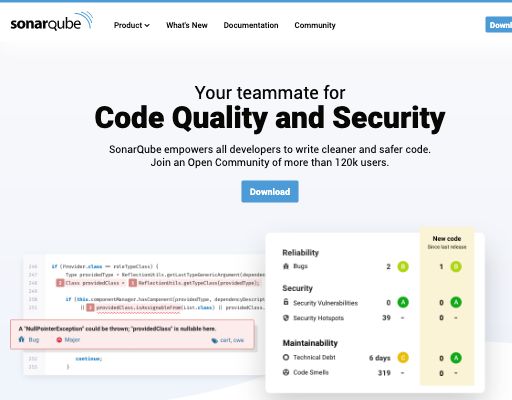 sonarqube
Product
What's New
Documentation
Community
Downl
Your teammate for
Code Quality and Security
SonarQube empowers all developers to write cleaner and safer code.
Join an Open Community of more than 120k users.
Download
246 if (Provider.class == roleTypeClass) {
247 Type providedType = ReflectionUtils.getLastTypeGenericArgument(dependen
248 2 Class providedClass = 1 ReflectionUtils.getTypeClass(providedType);
249
250 if (this.componentManager.hasComponent(providedType, dependencyDescript
251 || 3 providedClass.isAssignableFrom(List.class) || providedClass
A "NullPointerException" could be thrown; "providedClass" is nullable here.
Bug
Major
cert, cwe
252 continue;
253 }
New code
Since last release
Reliability
Bugs 2 B 1 B
Security
Security Vulnerabilities 0 A 0 A
Security Hotspots 39 - 0 -
Maintainability
Technical Debt 6 days C 0 A
Code Smells 319 - 0 -